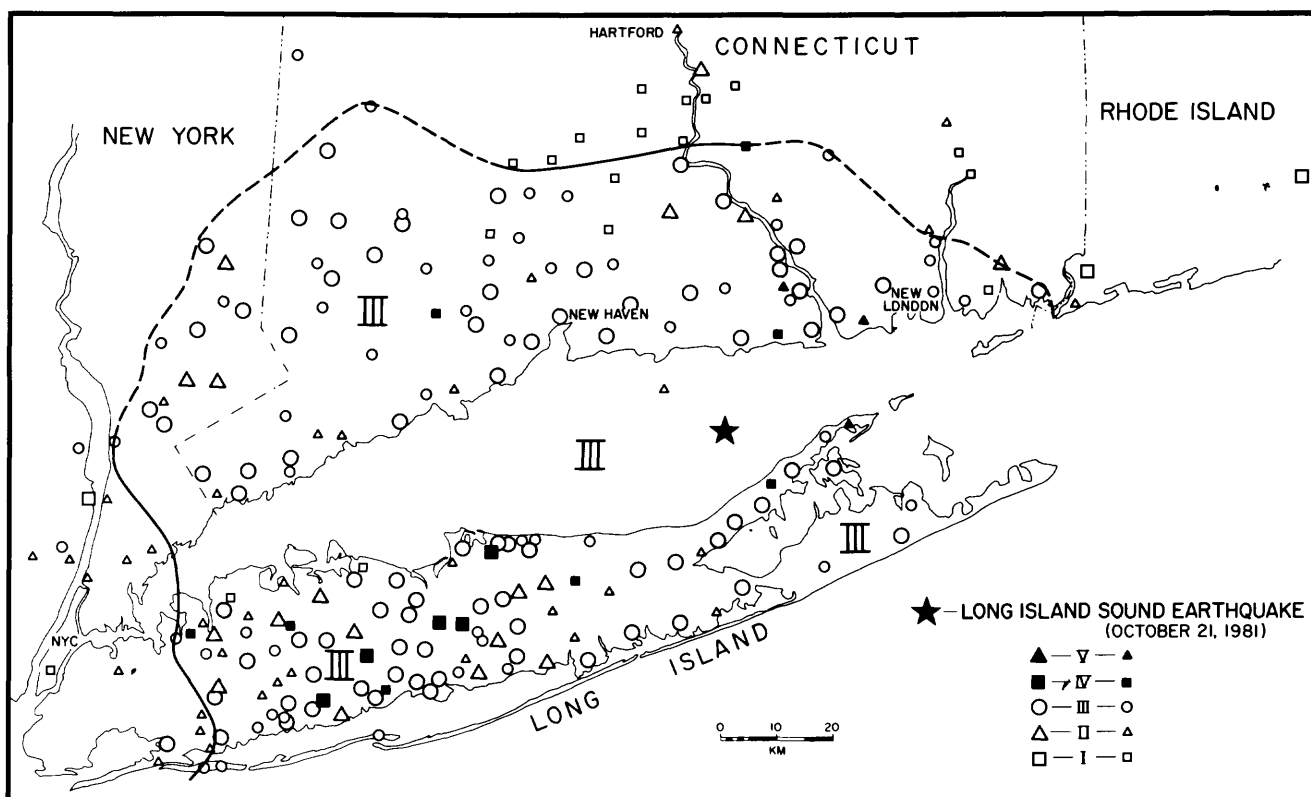 HARTFORD
CONNECTICUT
NEW YORK
RHODE ISLAND
III
NEW HAVEN
NEW
LONDON
III
III
NYC
III
LONG ISLAND
— LONG ISLAND SOUND EARTHQUAKE
(OCTOBER 21, 1981)
— V —
— IV —
— III —
— II —
— I —
0 10 20
KM